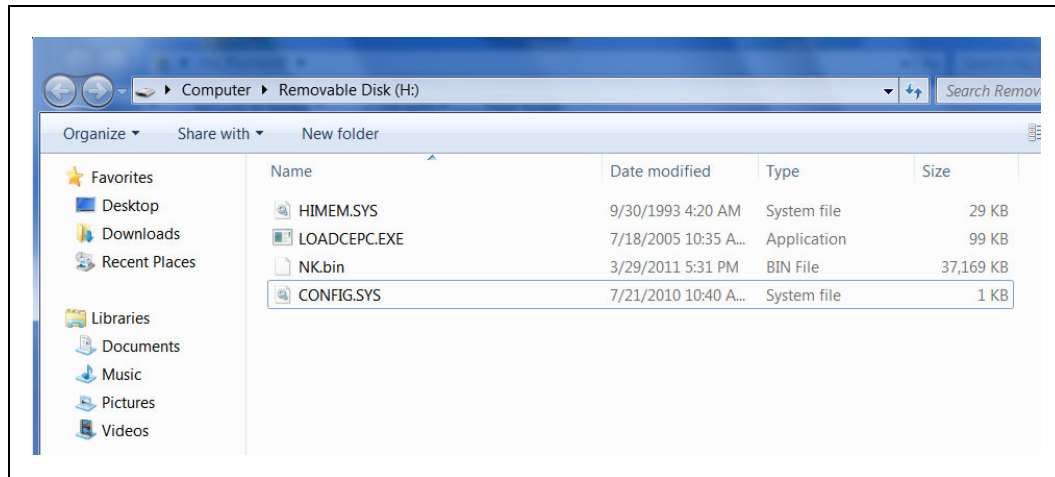 Computer Removable Disk (H:) Search Remov
Organize Share with New folder
Name Date modified Type Size
Favorites
Desktop
Downloads
Recent Places
Libraries
Documents
Music
Pictures
Videos
HIMEM.SYS 9/30/1993 4:20 AM System file 29 KB
LOADCEPC.EXE 7/18/2005 10:35 A... Application 99 KB
NK.bin 3/29/2011 5:31 PM BIN File 37,169 KB
CONFIG.SYS 7/21/2010 10:40 A... System file 1 KB